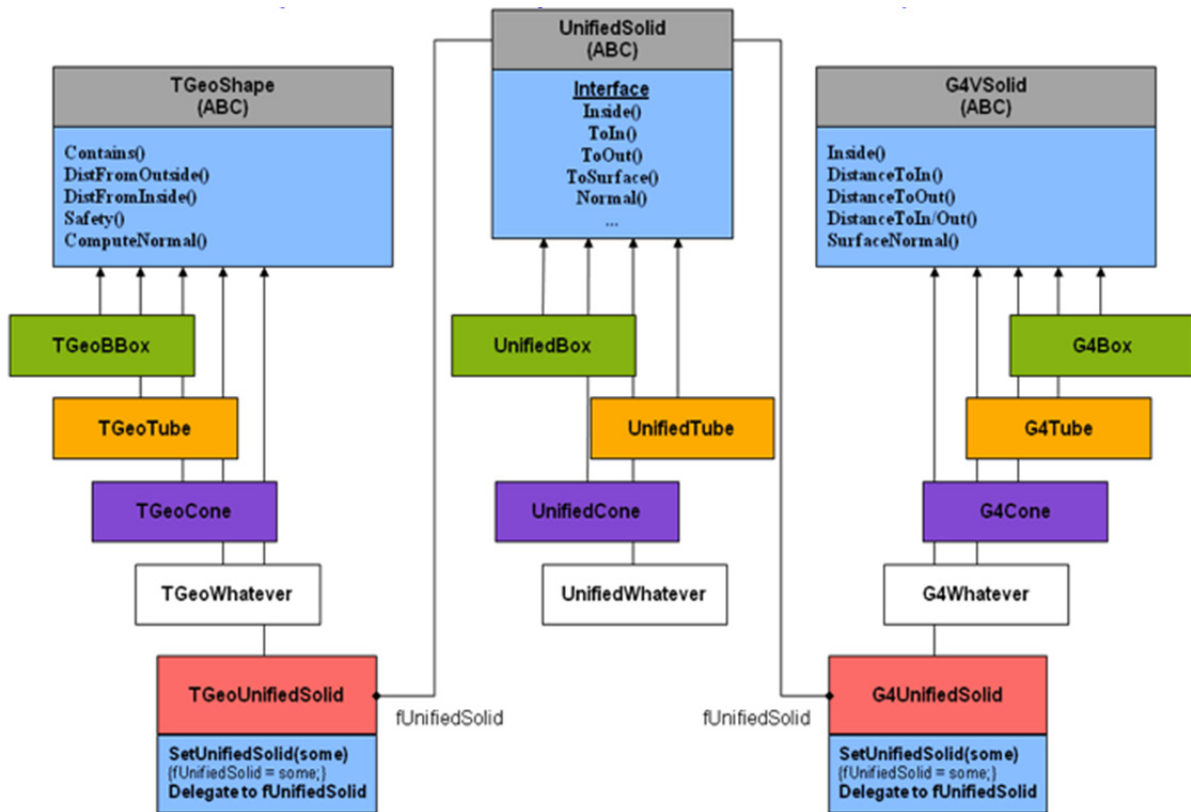 UnifiedSolid
(ABC)
Interface
Inside()
ToIn()
ToOut()
ToSurface()
Normal()
...
TGeoShape
(ABC)
Contains()
DistFromOutside()
DistFromInside()
Safety()
ComputeNormal()
G4VSolid
(ABC)
Inside()
DistanceToIn()
DistanceToOut()
DistanceToIn/Out()
SurfaceNormal()
TGeoBBox
UnifiedBox
G4Box
TGeoTube
UnifiedTube
G4Tube
TGeoCone
UnifiedCone
G4Cone
TGeoWhatever
UnifiedWhatever
G4Whatever
TGeoUnifiedSolid
fUnifiedSolid
SetUnifiedSolid(some)
{fUnifiedSolid = some;}
Delegate to fUnifiedSolid
fUnifiedSolid
G4UnifiedSolid
SetUnifiedSolid(some)
{fUnifiedSolid = some;}
Delegate to fUnifiedSolid